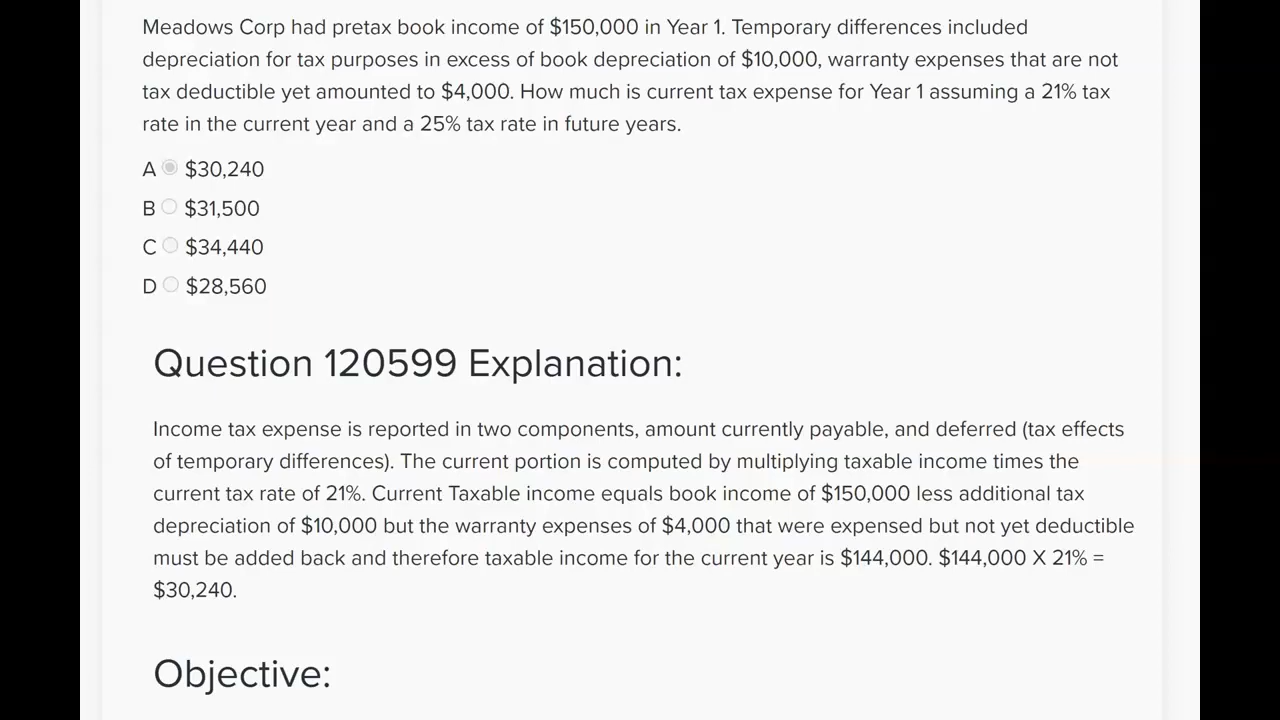 Meadows Corp had pretax book income of $150,000 in Year 1. Temporary differences included
depreciation for tax purposes in excess of book depreciation of $10,000, warranty expenses that are not
tax deductible yet amounted to $4,000. How much is current tax expense for Year 1 assuming a 21% tax
rate in the current year and a 25% tax rate in future years.
A $30,240
B $31,500
C $34,440
D $28,560
Question 120599 Explanation:
Income tax expense is reported in two components, amount currently payable, and deferred (tax effects
of temporary differences). The current portion is computed by multiplying taxable income times the
current tax rate of 21%. Current Taxable income equals book income of $150,000 less additional tax
depreciation of $10,000 but the warranty expenses of $4,000 that were expensed but not yet deductible
must be added back and therefore taxable income for the current year is $144,000. $144,000 X 21% =
$30,240.
Objective: